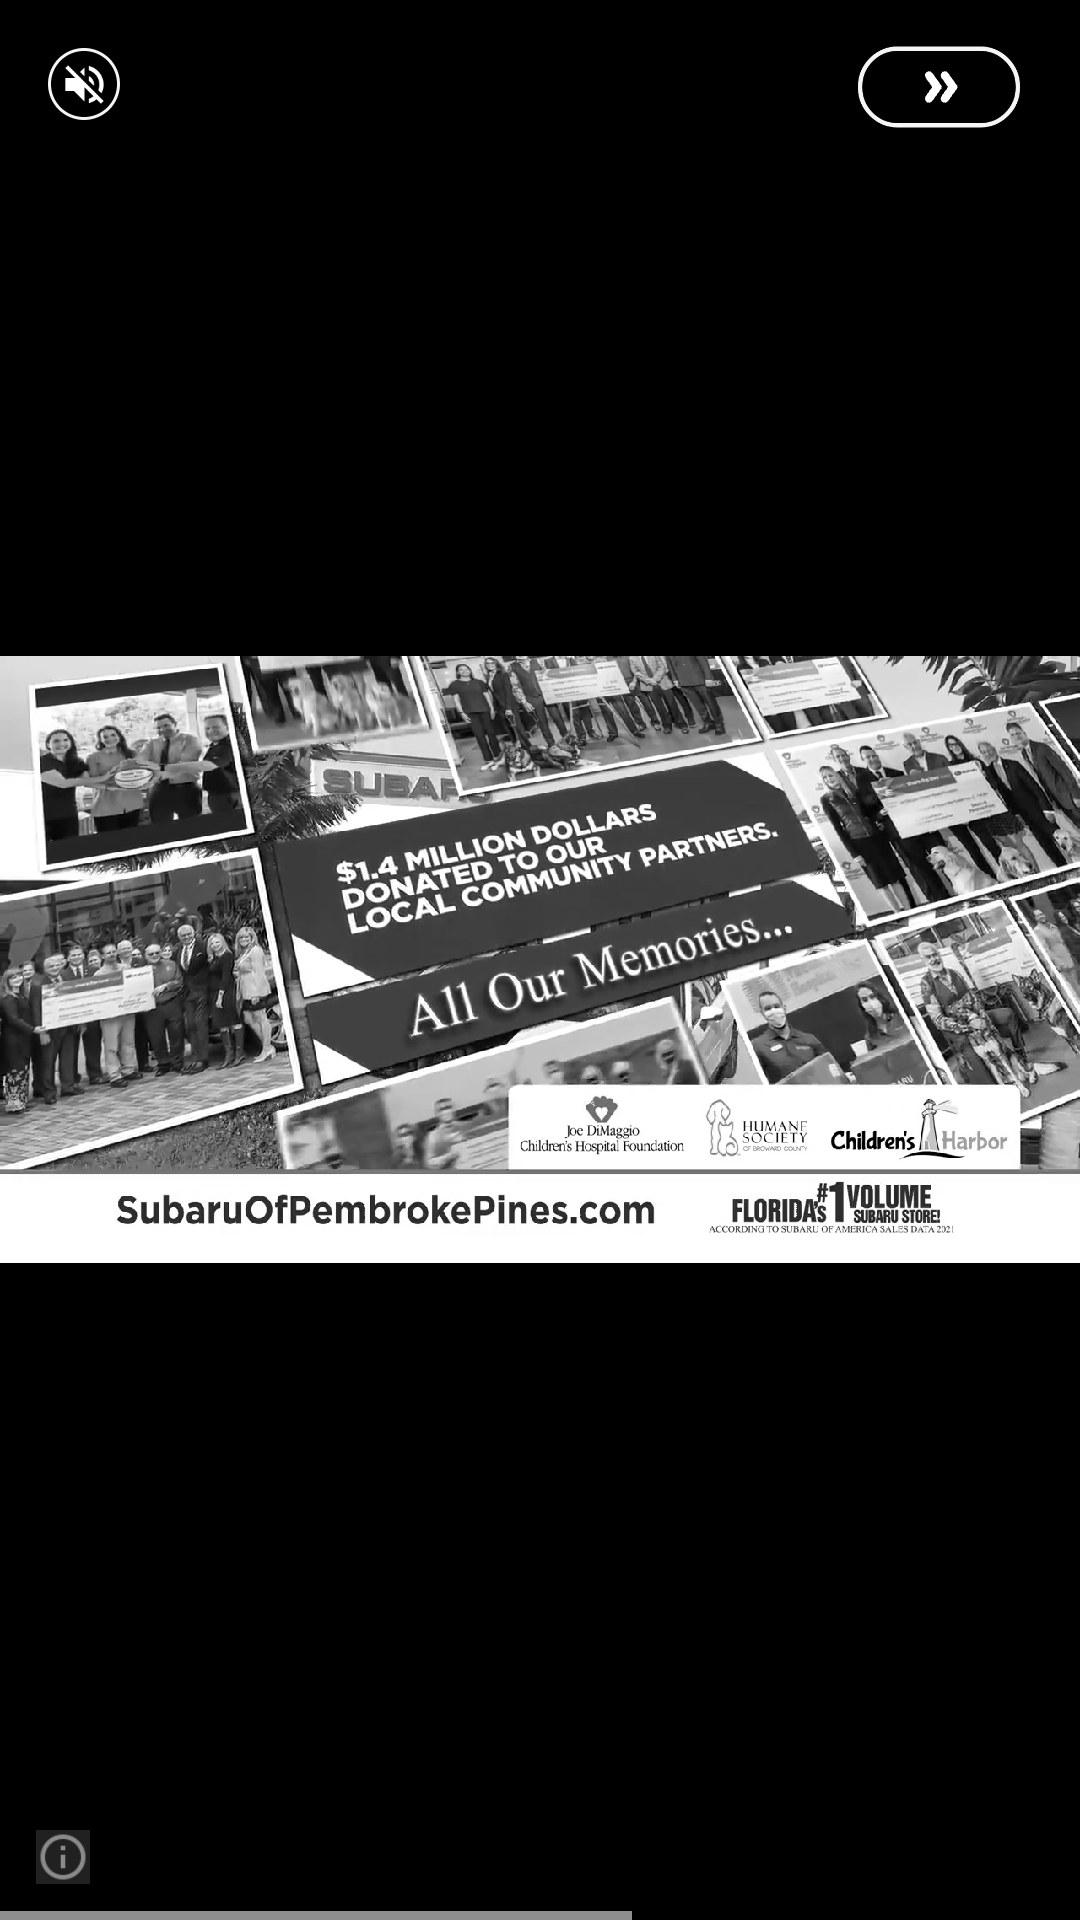 SUBARU
$1.4 MILLION DOLLARS
DONATED TO OUR
LOCAL COMMUNITY PARTNERS.
All Our Memories...
Joe DiMaggio
Children's Hospital Foundation
HUMANE
SOCIETY
OF BROWARD COUNTY
Children's Harbor
SubaruOfPembrokePines.com
FLORIDA'S #1 VOLUME
SUBARU STORE!
ACCORDING TO SUBARU OF AMERICA SALES DATA 2021